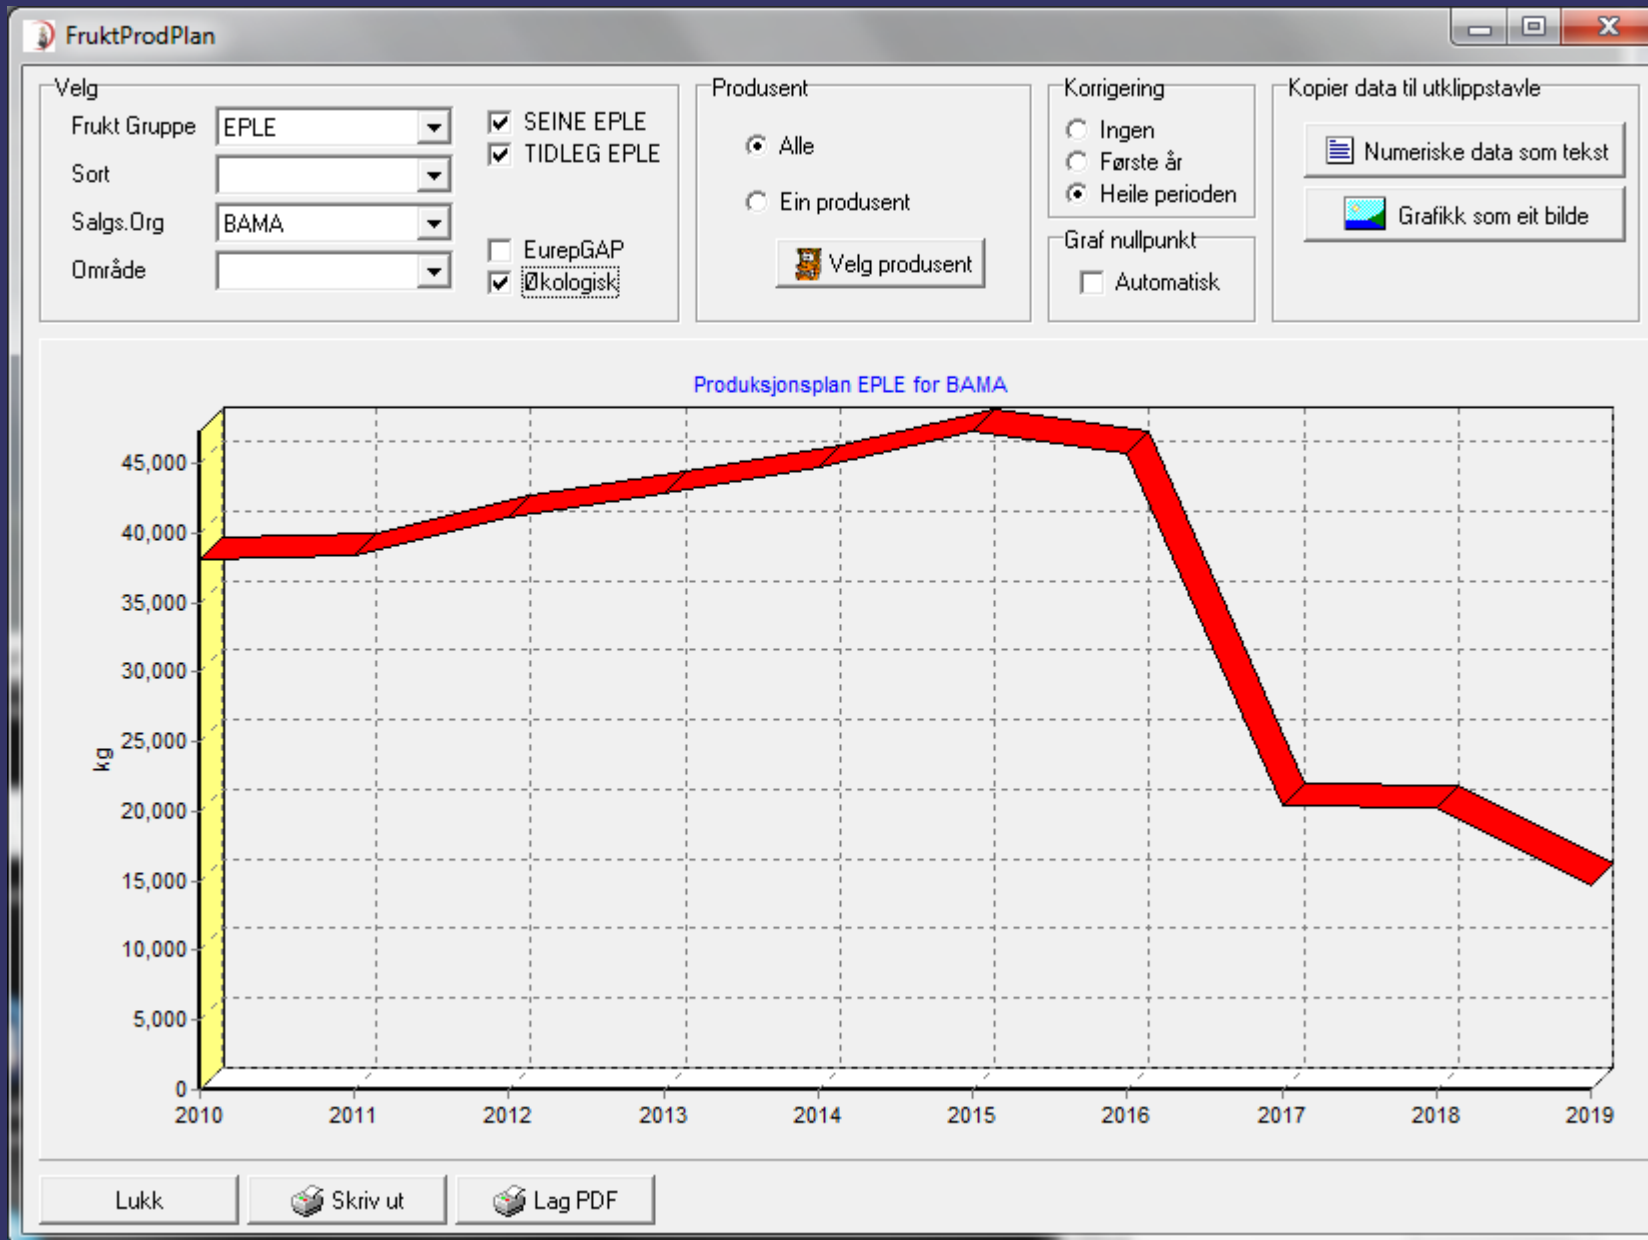 FruktProdPlan
Velg
Frukt Gruppe EPLE
Sort
Salgs.Org BAMA
Område
SEINE EPLE
TIDLEG EPLE
EurepGAP
Økologisk
Produsent
Alle
Ein produsent
Velg produsent
Korrigering
Ingen
Første år
Heile perioden
Graf nullpunkt
Automatisk
Kopier data til utklippstavle
Numeriske data som tekst
Grafikk som eit bilde
Produksjonsplan EPLE for BAMA
45,000
40,000
35,000
30,000
25,000
kg
20,000
15,000
10,000
5,000
0
2010 2011 2012 2013 2014 2015 2016 2017 2018 2019
Lukk Skriv ut Lag PDF